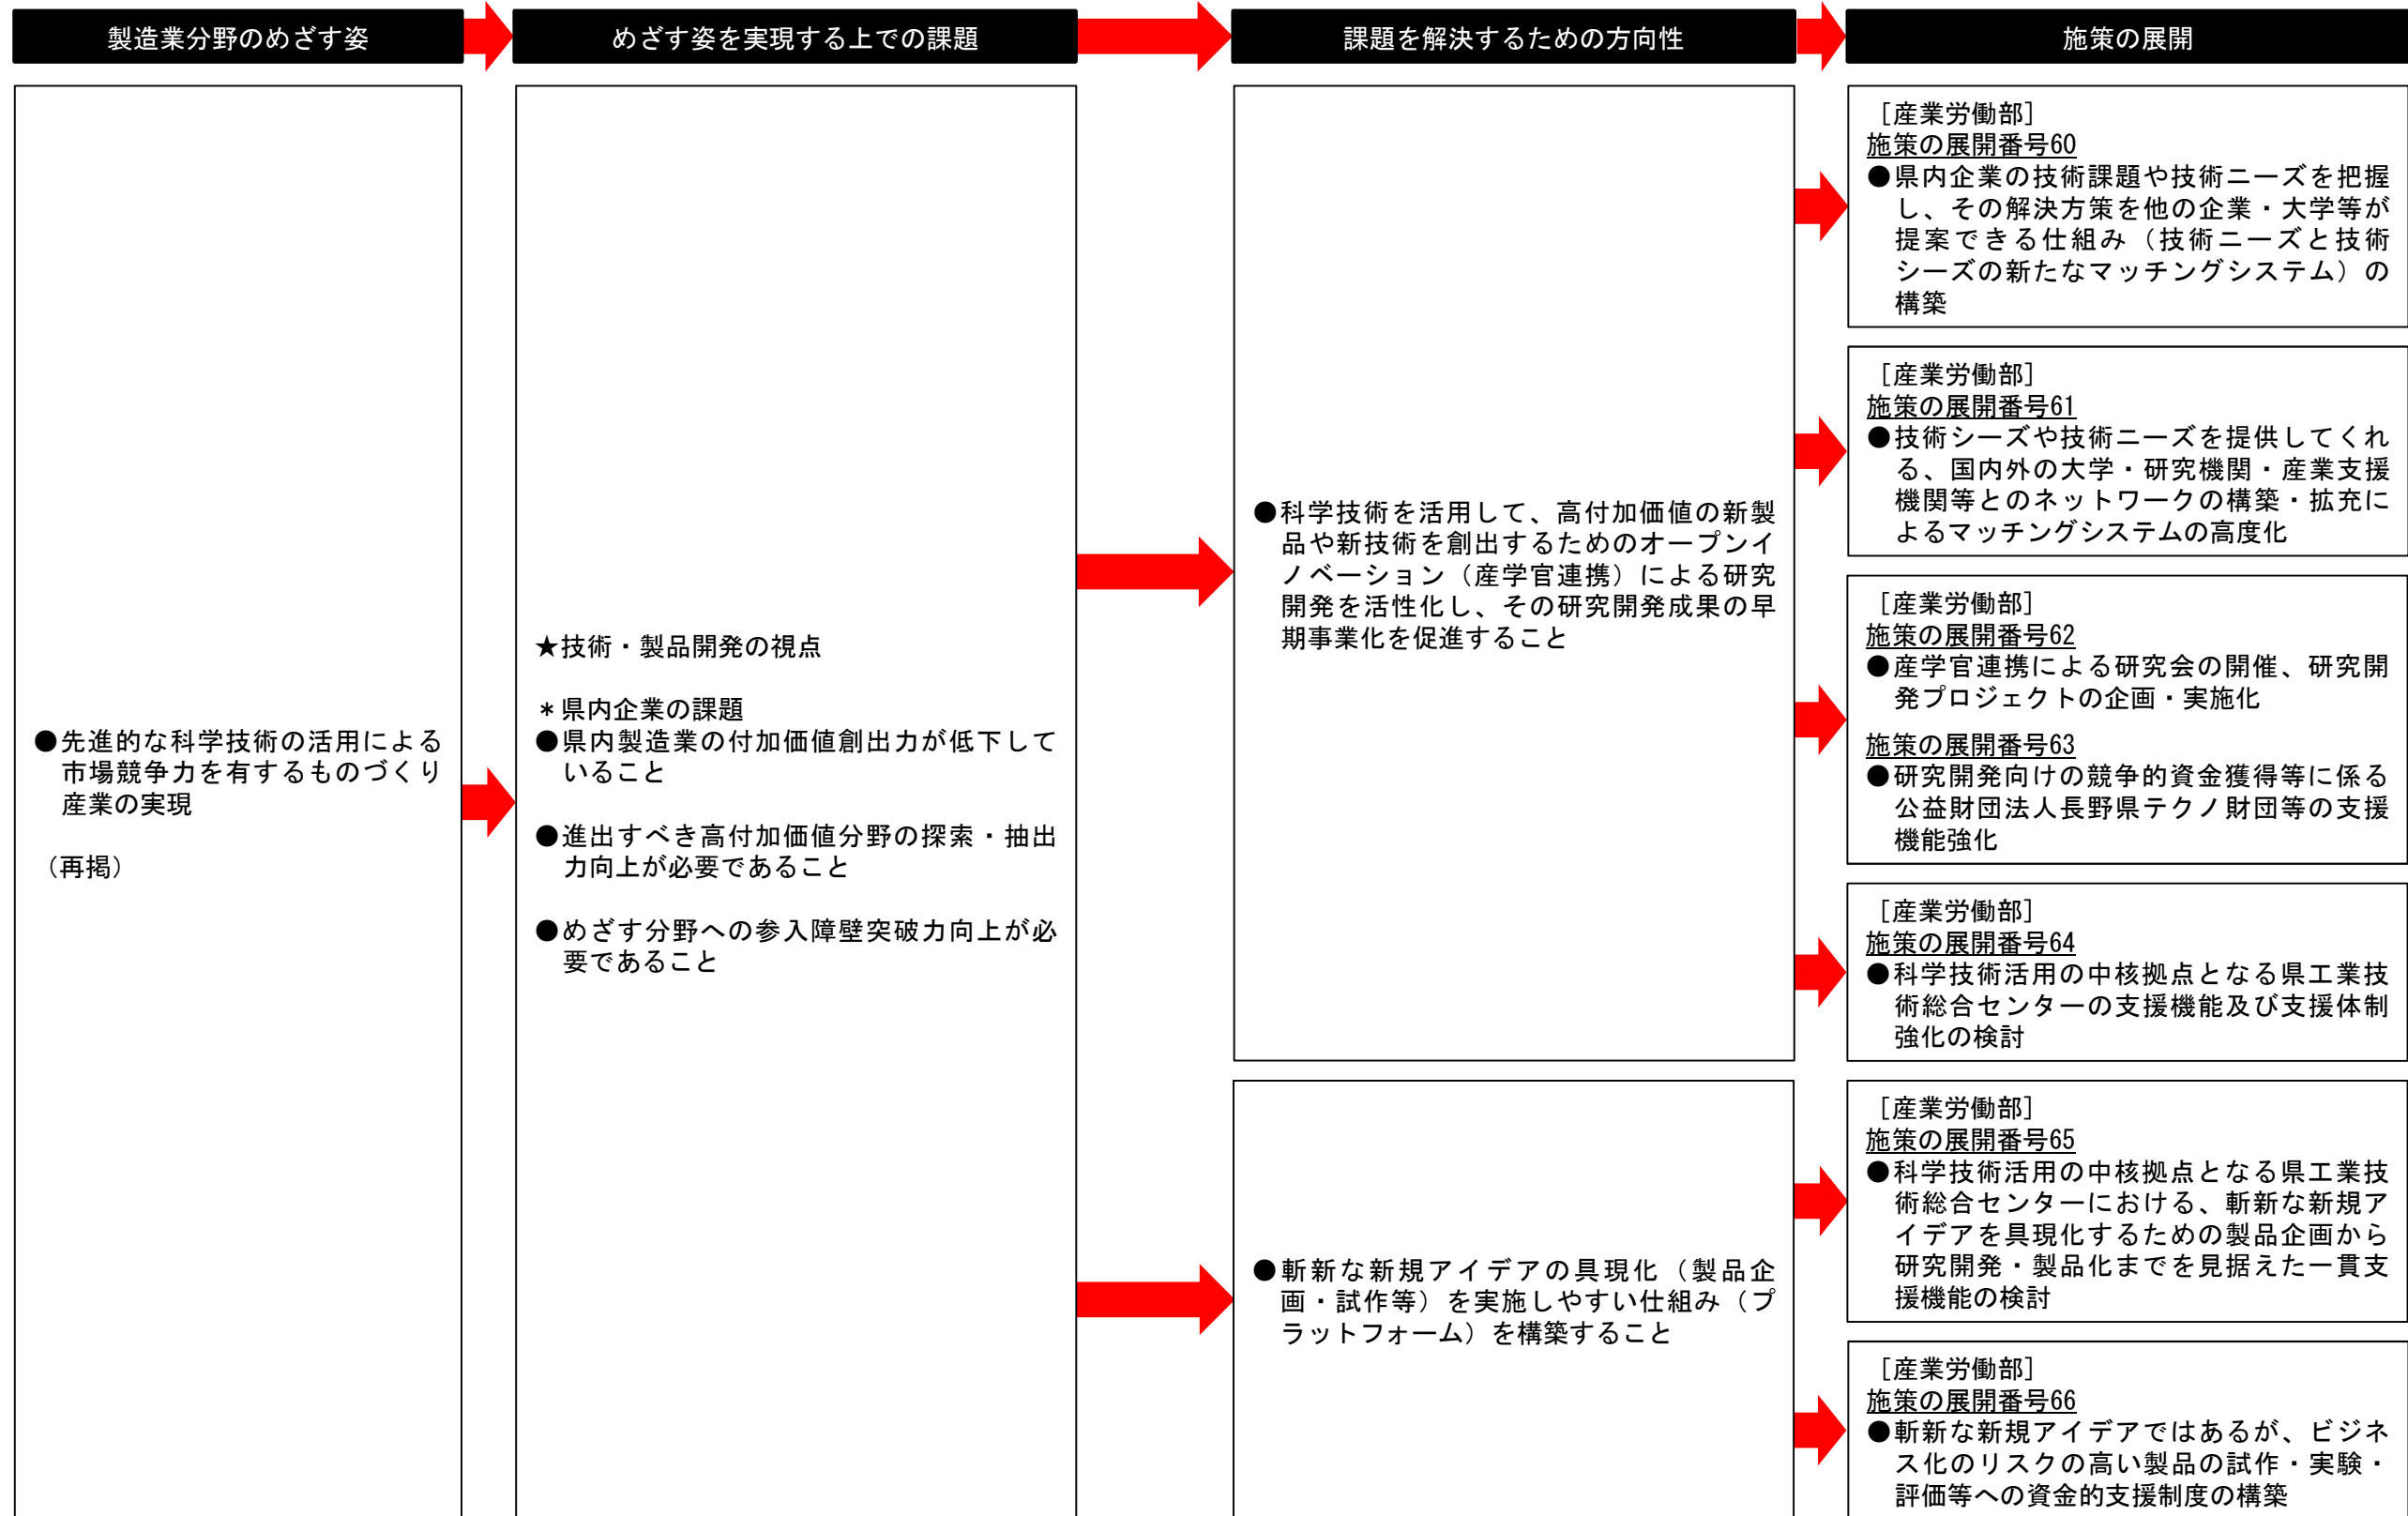 製造業分野のめざす姿
めざす姿を実現する上での課題
課題を解決するための方向性
施策の展開
●先進的な科学技術の活用による
市場競争力を有するものづくり
産業の実現
（再掲）
★技術・製品開発の視点
＊県内企業の課題
●県内製造業の付加価値創出力が低下して
いること
●進出すべき高付加価値分野の探索・抽出
力向上が必要であること
●めざす分野への参入障壁突破力向上が必
要であること
●科学技術を活用して、高付加価値の新製
品や新技術を創出するためのオープンイ
ノベーション（産学官連携）による研究
開発を活性化し、その研究開発成果の早
期事業化を促進すること
●斬新な新規アイデアの具現化（製品企
画・試作等）を実施しやすい仕組み（プ
ラットフォーム）を構築すること
［産業労働部］
施策の展開番号60
●県内企業の技術課題や技術ニーズを把握
し、その解決方策を他の企業・大学等が
提案できる仕組み（技術ニーズと技術
シーズの新たなマッチングシステム）の
構築
［産業労働部］
施策の展開番号61
●技術シーズや技術ニーズを提供してくれ
る、国内外の大学・研究機関・産業支援
機関等とのネットワークの構築・拡充に
よるマッチングシステムの高度化
［産業労働部］
施策の展開番号62
●産学官連携による研究会の開催、研究開
発プロジェクトの企画・実施化
施策の展開番号63
●研究開発向けの競争的資金獲得等に係る
公益財団法人長野県テクノ財団等の支援
機能強化
［産業労働部］
施策の展開番号64
●科学技術活用の中核拠点となる県工業技
術総合センターの支援機能及び支援体制
強化の検討
［産業労働部］
施策の展開番号65
●科学技術活用の中核拠点となる県工業技
術総合センターにおける、斬新な新規ア
イデアを具現化するための製品企画から
研究開発・製品化までを見据えた一貫支
援機能の検討
［産業労働部］
施策の展開番号66
●斬新な新規アイデアではあるが、ビジネ
ス化のリスクの高い製品の試作・実験・
評価等への資金的支援制度の構築